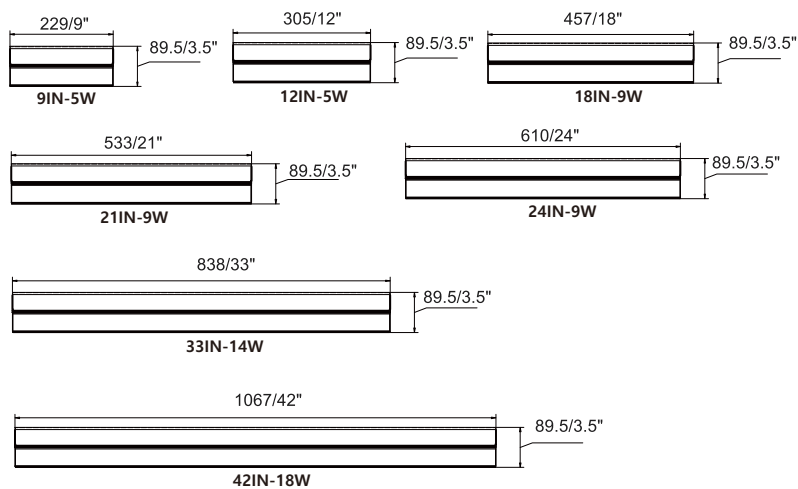 229/9"
89.5/3.5"
9IN-5W
305/12"
89.5/3.5"
12IN-5W
457/18"
89.5/3.5"
18IN-9W
533/21"
89.5/3.5"
21IN-9W
610/24"
89.5/3.5"
24IN-9W
838/33"
89.5/3.5"
33IN-14W
1067/42"
89.5/3.5"
42IN-18W